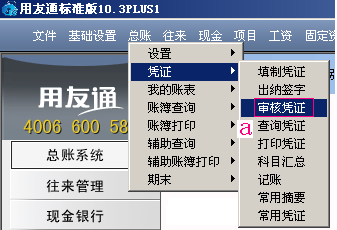 用友通标准版10.3PLUS1
文件 基础设置 总账 往来 现金 项目 工资 固定资
用友通
4006 600 58
总账系统
往来管理
现金银行
设置
凭证
我的账表
账簿查询
账簿打印
辅助查询
辅助账簿打印
期末
填制凭证
出纳签字
审核凭证
a
查询凭证
打印凭证
科目汇总
记账
常用摘要
常用凭证